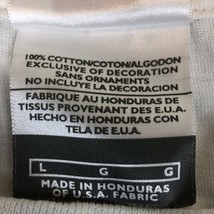 100% COTTON/COTON/ALGODON
EXCLUSIVE OF DECORATION
SANS ORNAMENTS
NO INCLUYE LA DECORACIÓN
FABRIQUE AU HONDURAS DE
TISSUS PROVENANT DES E.U.A.
HECHO EN HONDURAS CON
TELA DE E.U.A.
L G G
MADE IN HONDURAS
OF U.S.A. FABRIC